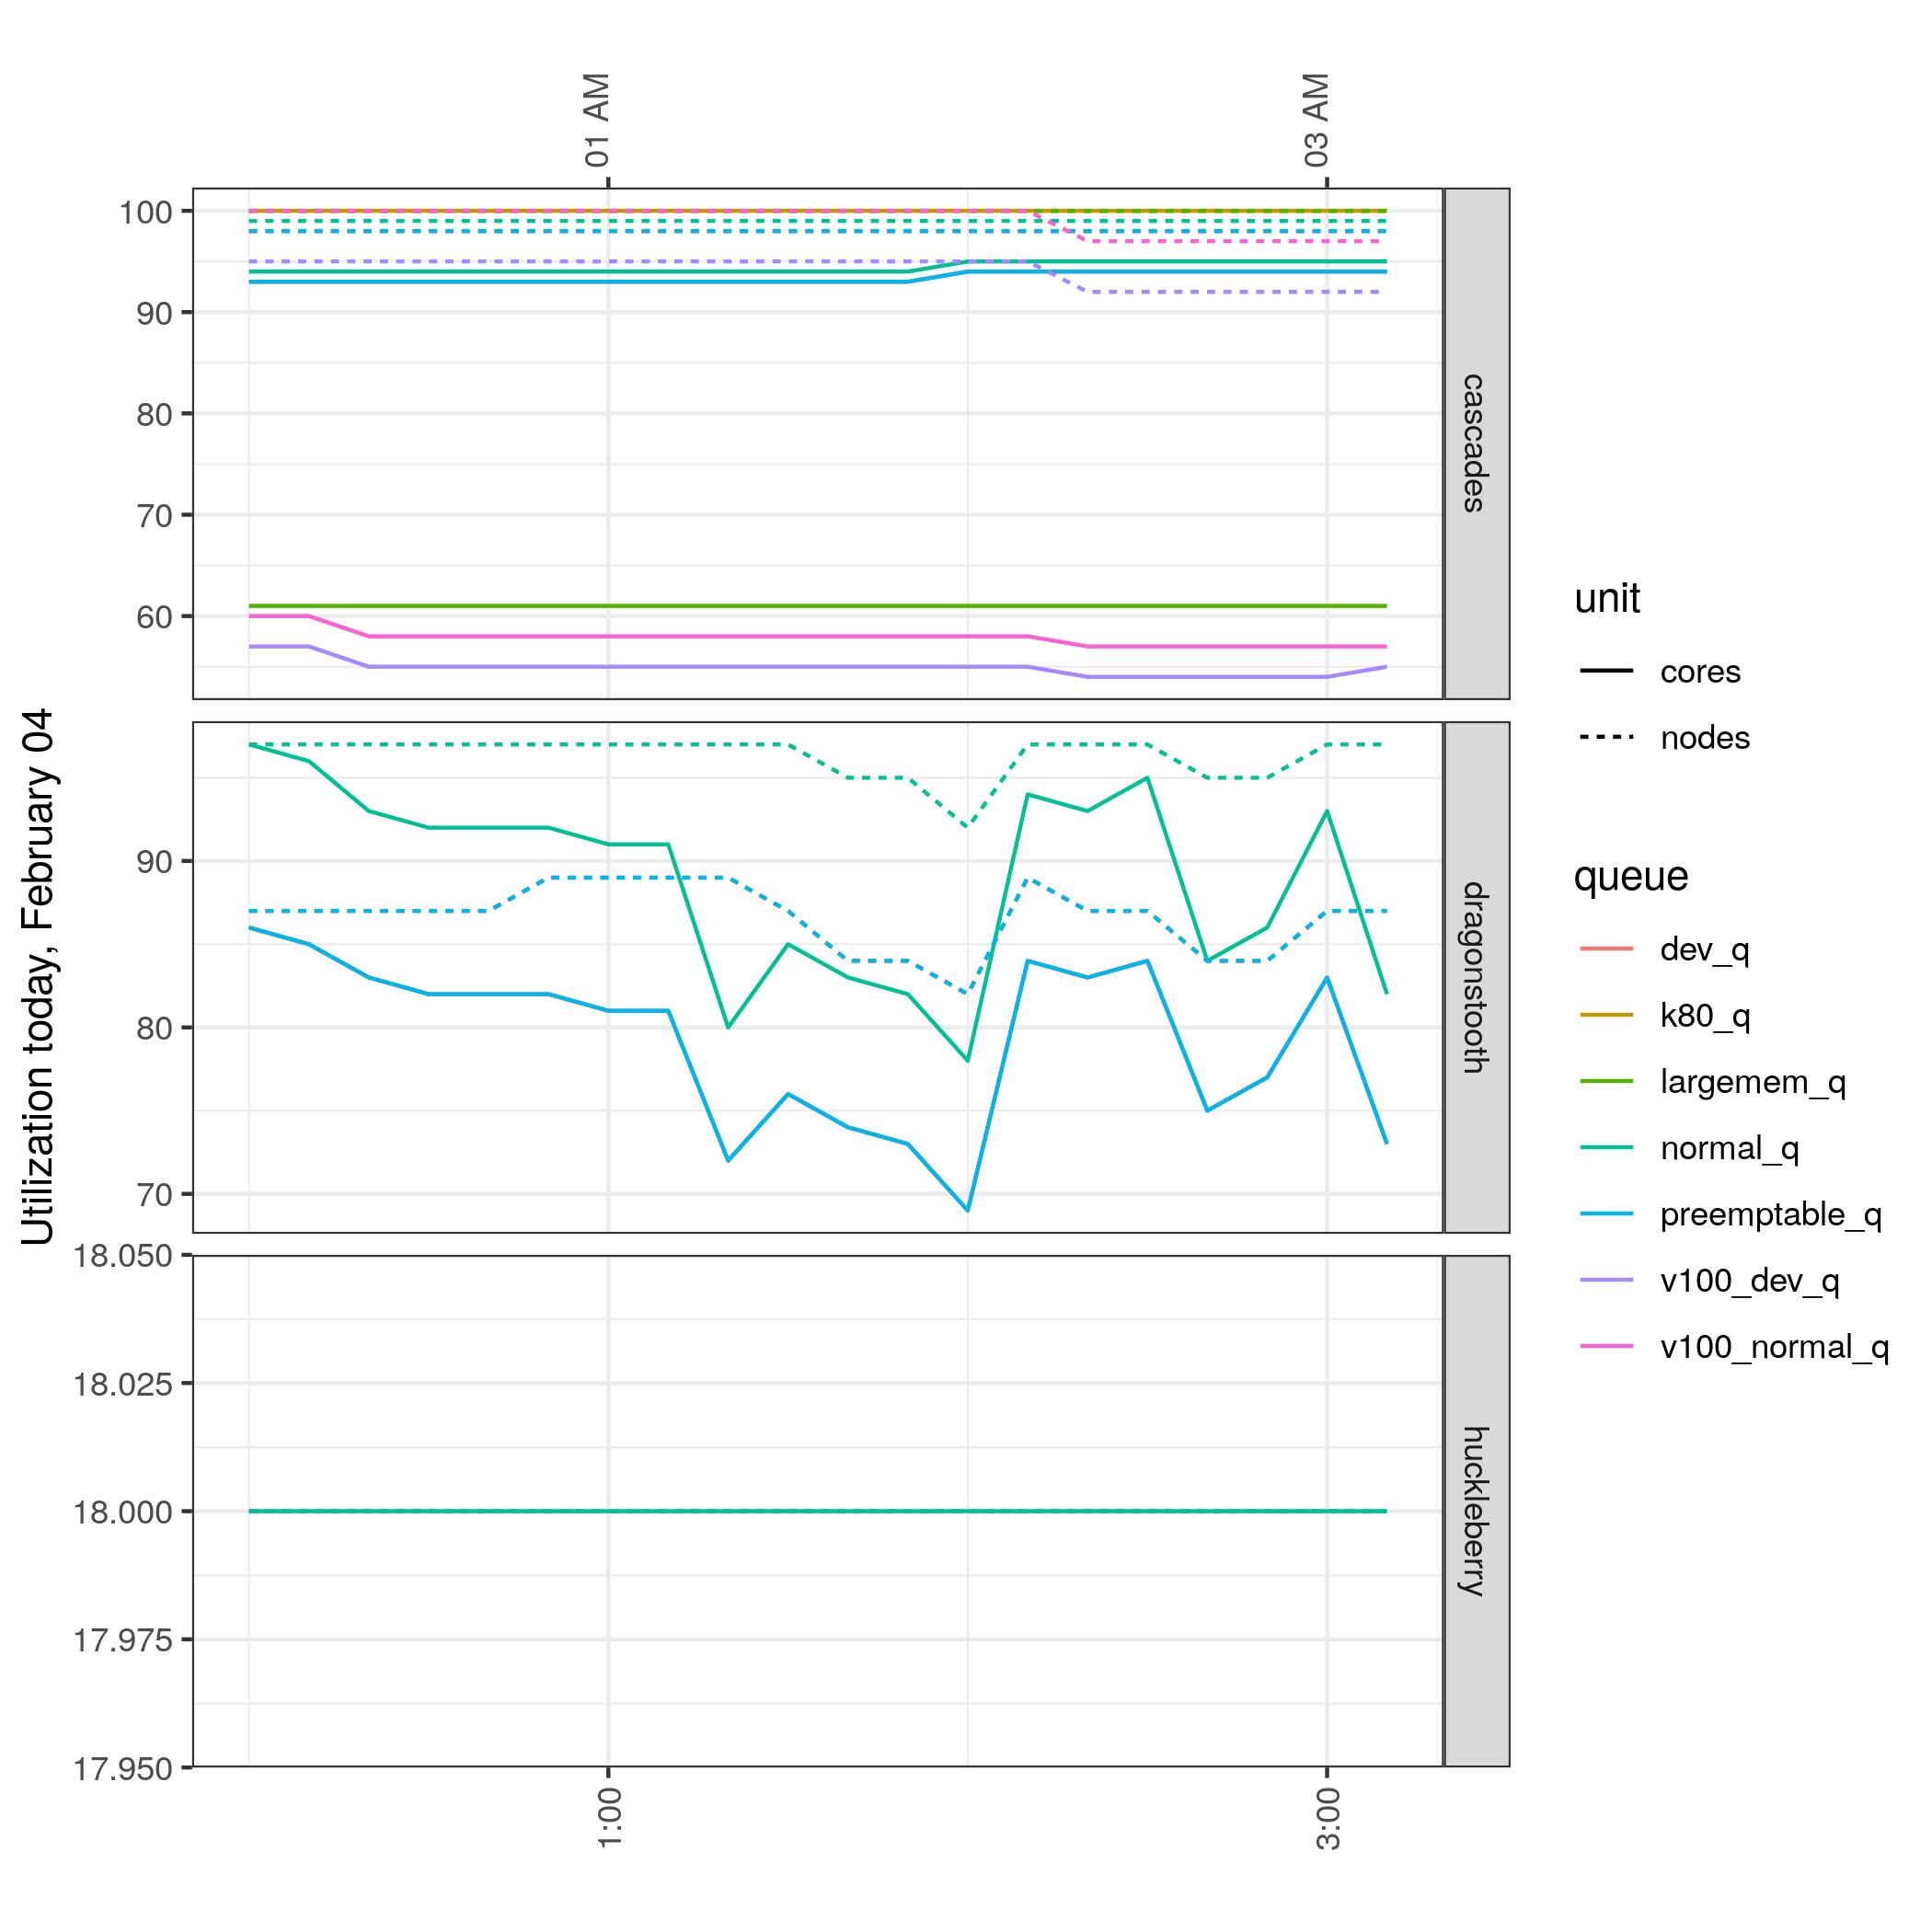 01 AM
03 AM
100
90
80
70
60
cascades
Utilization today, February 04
90
80
70
dragonstooth
18.050
18.025
18.000
17.975
17.950
huckleberry
1:00
3:00
unit
cores
nodes
queue
dev_q
k80_q
largemem_q
normal_q
preemptable_q
v100_dev_q
v100_normal_q